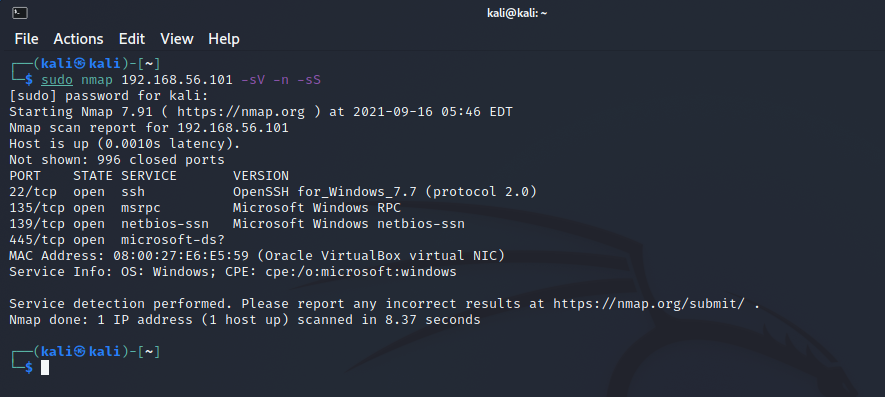 kali@kali: ~
File Actions Edit View Help
┌──(kali㉿kali)-[~]
└─$ sudo nmap 192.168.56.101 -sV -n -sS
[sudo] password for kali:
Starting Nmap 7.91 ( https://nmap.org ) at 2021-09-16 05:46 EDT
Nmap scan report for 192.168.56.101
Host is up (0.0010s latency).
Not shown: 996 closed ports
PORT    STATE SERVICE       VERSION
22/tcp  open  ssh           OpenSSH for_Windows_7.7 (protocol 2.0)
135/tcp open  msrpc         Microsoft Windows RPC
139/tcp open  netbios-ssn   Microsoft Windows netbios-ssn
445/tcp open  microsoft-ds?
MAC Address: 08:00:27:E6:E5:59 (Oracle VirtualBox virtual NIC)
Service Info: OS: Windows; CPE: cpe:/o:microsoft:windows
Service detection performed. Please report any incorrect results at https://nmap.org/submit/ .
Nmap done: 1 IP address (1 host up) scanned in 8.37 seconds
┌──(kali㉿kali)-[~]
└─$